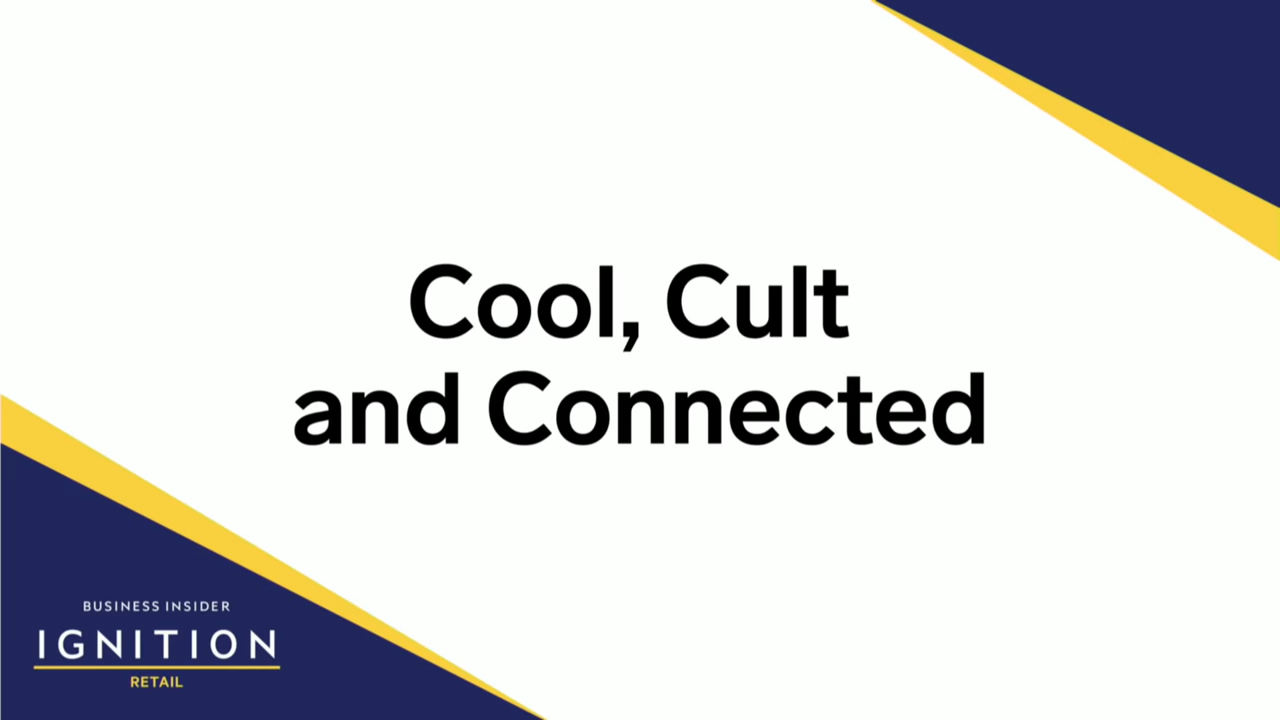 Cool, Cult
and Connected
BUSINESS INSIDER
IGNITION
RETAIL